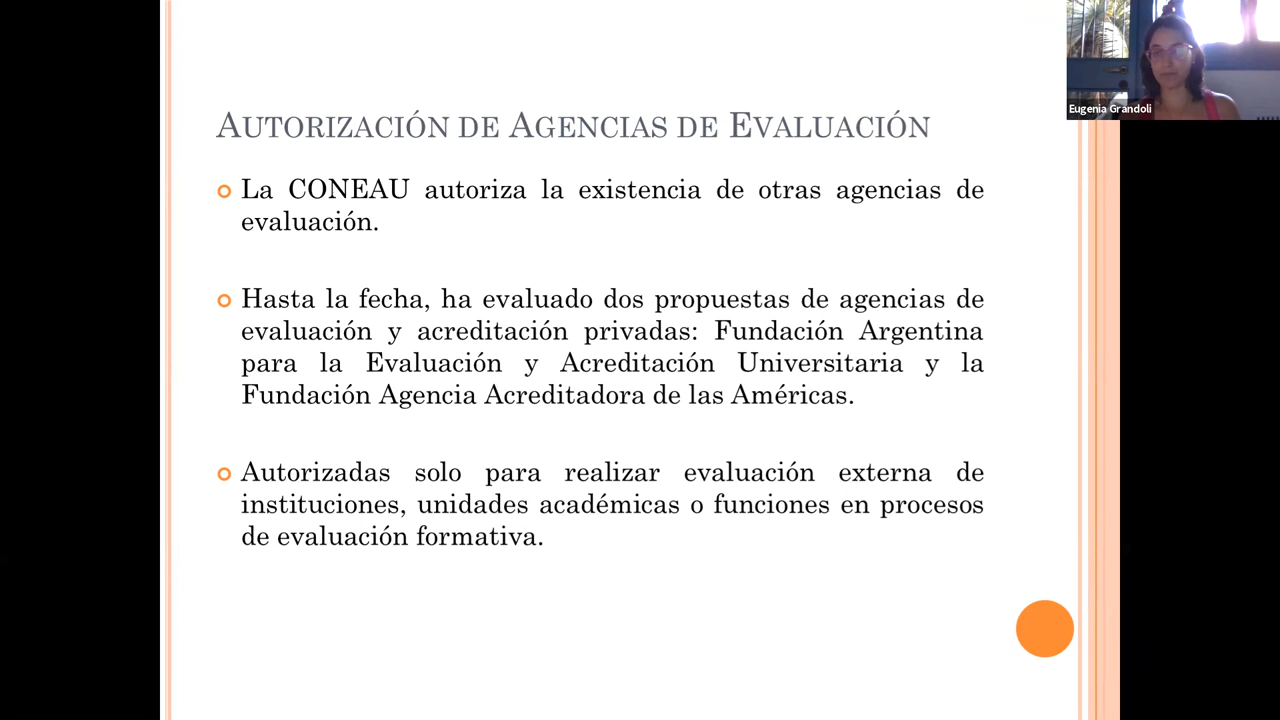 Eugenia Grandoli
AUTORIZACIÓN DE AGENCIAS DE EVALUACIÓN
La CONEAU autoriza la existencia de otras agencias de
evaluación.
Hasta la fecha, ha evaluado dos propuestas de agencias de
evaluación y acreditación privadas: Fundación Argentina
para la Evaluación y Acreditación Universitaria y la
Fundación Agencia Acreditadora de las Américas.
Autorizadas solo para realizar evaluación externa de
instituciones, unidades académicas o funciones en procesos
de evaluación formativa.